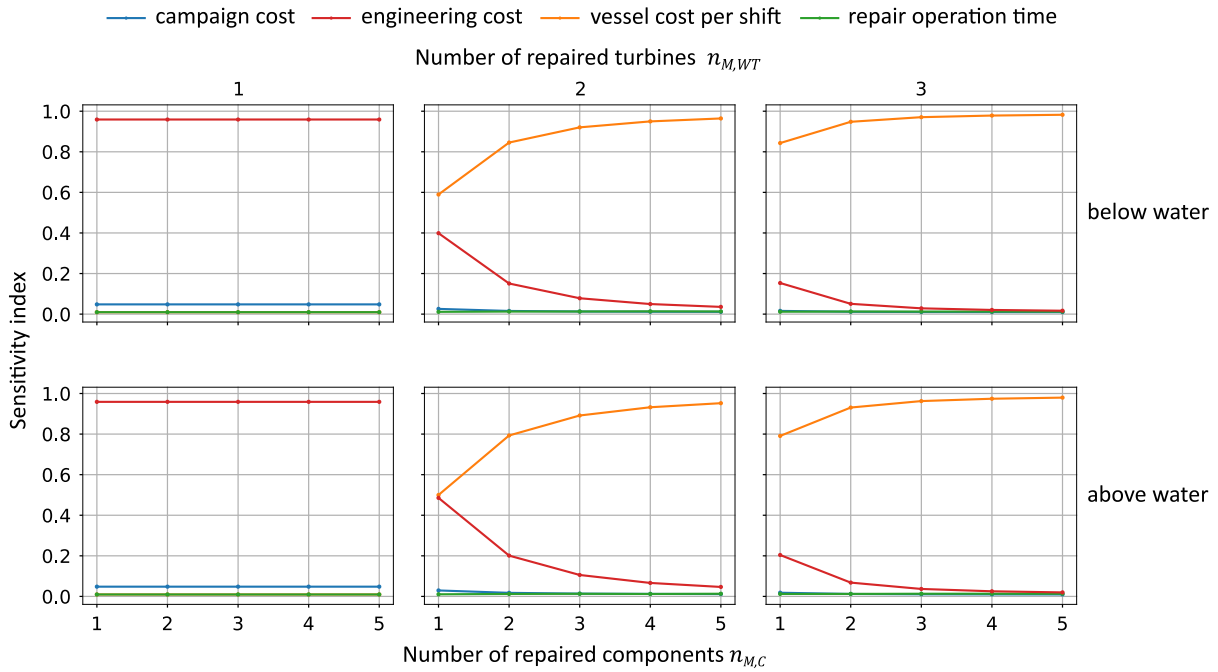 campaign cost engineering cost vessel cost per shift repair operation time
Number of repaired turbines n_{M,WT}
1 2 3
1.0
0.8
0.6
0.4
0.2
0.0
below water
Sensitivity index
1.0
0.8
0.6
0.4
0.2
0.0
above water
1 2 3 4 5 1 2 3 4 5 1 2 3 4 5
Number of repaired components n_{M,C}